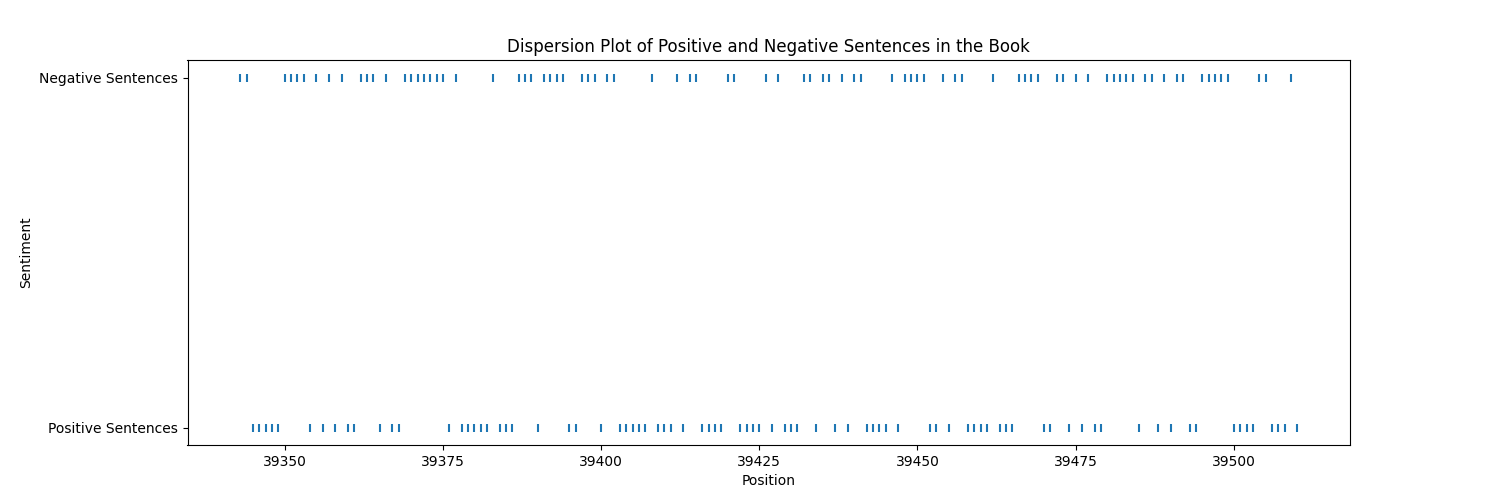 Dispersion Plot of Positive and Negative Sentences in the Book
Negative Sentences
Sentiment
Positive Sentences
39350 39375 39400 39425 39450 39475 39500
Position